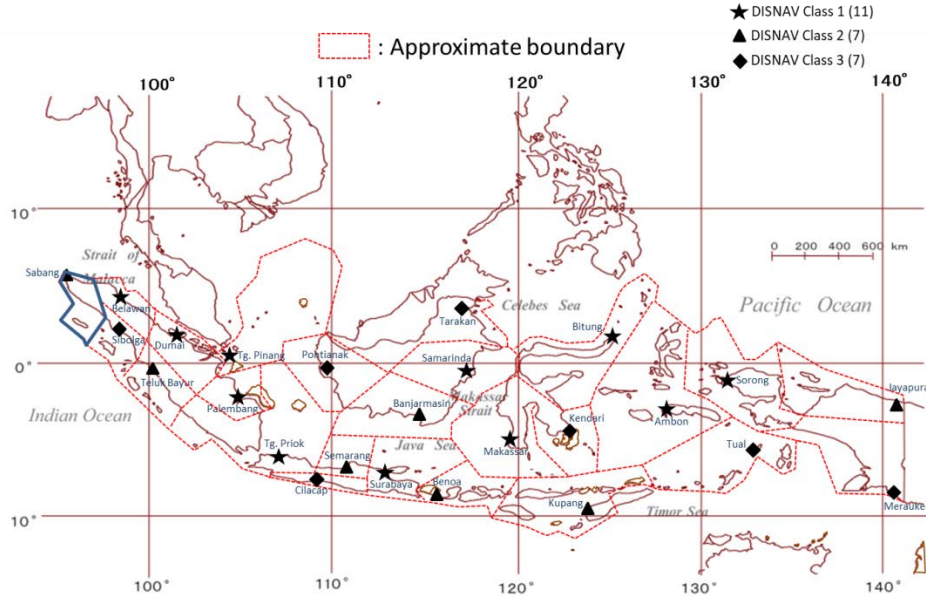 ★ DISNAV Class 1 (11)
▲ DISNAV Class 2 (7)
◆ DISNAV Class 3 (7)
: Approximate boundary
100° 110° 120° 130° 140°
10°
Strait of
Malacca
0 200 400 600 km
Sabang
Belawan
Celebes Sea
Pacific Ocean
Tarakan
Bitung
Sibolga
Dumai
Tg. Pinang
Pontianak
Samarinda
0°
Teluk Bayur
Sorong
Jayapura
Palembang
Banjarmasin
Makassar
Strait
Indian Ocean
Kendari
Ambon
Tg. Priok
Semarang
Java Sea
Makassar
Tual
Cilacap
Surabaya
Benoa
Kupang
Timor Sea
Merauke
10°
100° 110° 120° 130° 140°